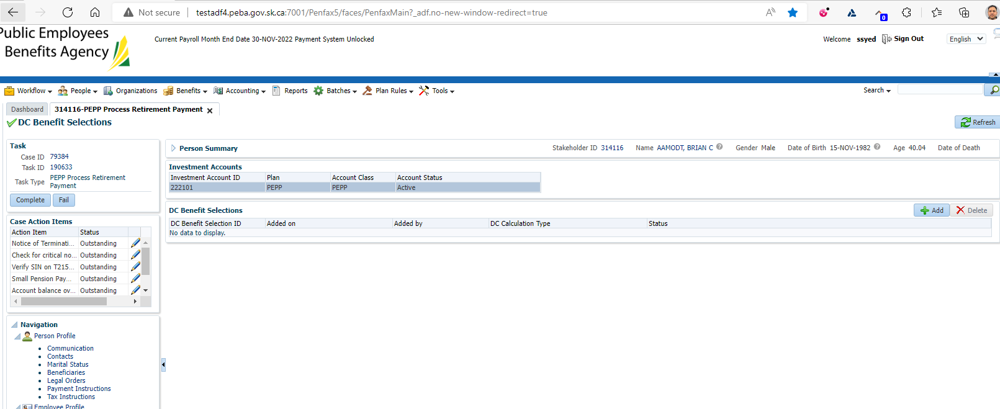 Not secure | testadf4.peba.gov.sk.ca:7001/Penfax5/faces/PenfaxMain?_adf.no-new-window-redirect=true
0
Public Employees
Benefits Agency
Current Payroll Month End Date 30-NOV-2022 Payment System Unlocked
Welcome ssyed Sign Out English
Workflow People Organizations Benefits Accounting Reports Batches Plan Rules Tools Search
Dashboard 314116-PEPP Process Retirement Payment x
DC Benefit Selections Refresh
Task
Case ID 79384
Task ID 190633
Task Type PEPP Process Retirement
Payment
Complete Fail
Case Action Items
Action Item Status
Notice of Terminati... Outstanding
Check for critical no... Outstanding
Verify SIN on T215... Outstanding
Small Pension Pay... Outstanding
Account balance ov... Outstanding
Navigation
Person Profile
Communication
Contacts
Marital Status
Beneficiaries
Legal Orders
Payment Instructions
Tax Instructions
Employee Profile
Person Summary Stakeholder ID 314116 Name AAMODT, BRIAN C Gender Male Date of Birth 15-NOV-1982 Age 40.04 Date of Death
Investment Accounts
Investment Account ID Plan Account Class Account Status
222101 PEPP PEPP Active
DC Benefit Selections Add Delete
DC Benefit Selection ID Added on Added by DC Calculation Type Status
No data to display.